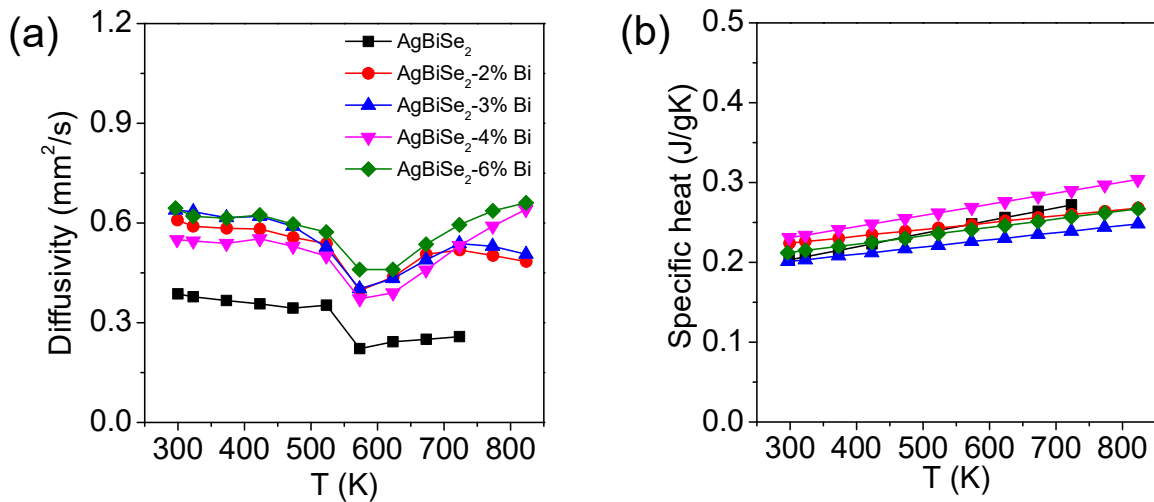 (a)
Diffusivity (mm²/s)
1.2
0.9
0.6
0.3
0.0
AgBiSe₂
AgBiSe₂-2% Bi
AgBiSe₂-3% Bi
AgBiSe₂-4% Bi
AgBiSe₂-6% Bi
300 400 500 600 700 800
T (K)
(b)
Specific heat (J/gK)
0.5
0.4
0.3
0.2
0.1
0.0
300 400 500 600 700 800
T (K)